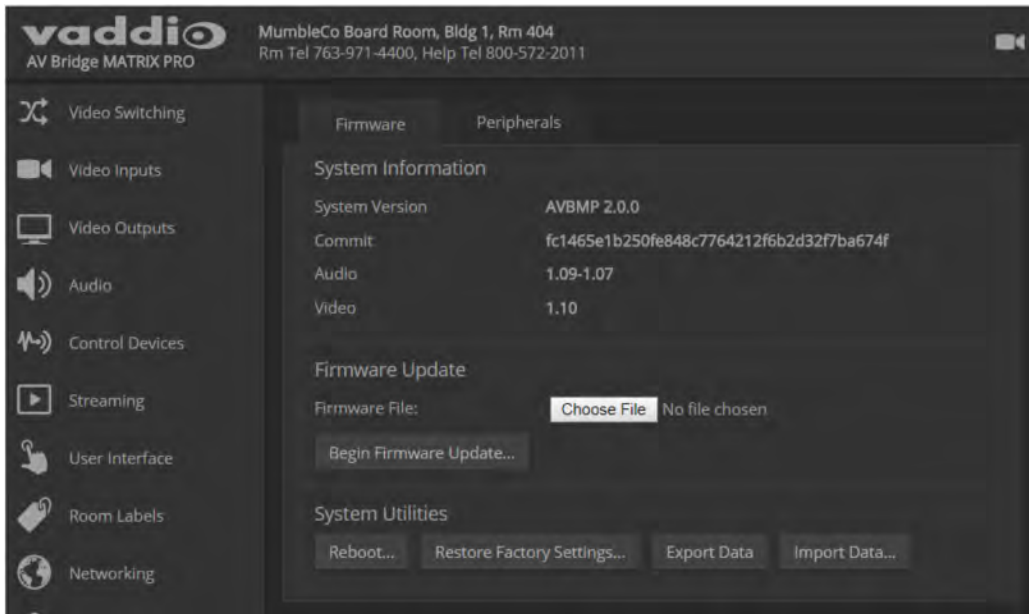 vaddio
AV Bridge MATRIX PRO
MumbleCo Board Room, Bldg 1, Rm 404
Rm Tel 763-971-4400, Help Tel 800-572-2011
Video Switching
Video Inputs
Video Outputs
Audio
Control Devices
Streaming
User Interface
Room Labels
Networking
Firmware Peripherals
System Information
System Version AVBMP 2.0.0
Commit fc1465e1b250fe848c7764212f6b2d32f7ba674f
Audio 1.09-1.07
Video 1.10
Firmware Update
Firmware File: Choose File No file chosen
Begin Firmware Update...
System Utilities
Reboot... Restore Factory Settings... Export Data Import Data...